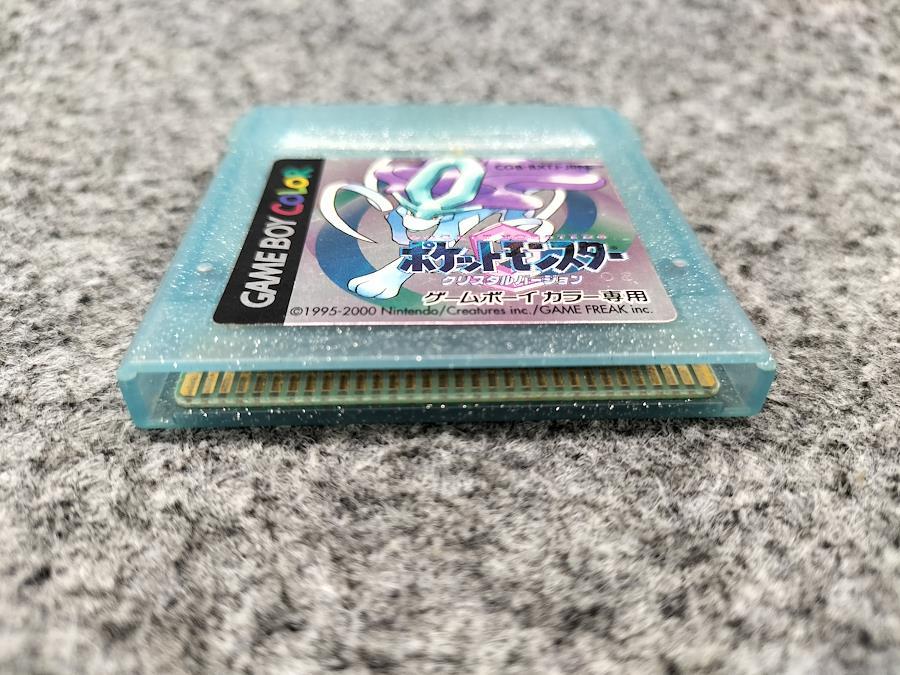 GAME BOY COLOR
ポケットモンスター
クリスタルバージョン
ゲームボーイカラー専用
©1995-2000 Nintendo/Creatures inc./GAME FREAK inc.